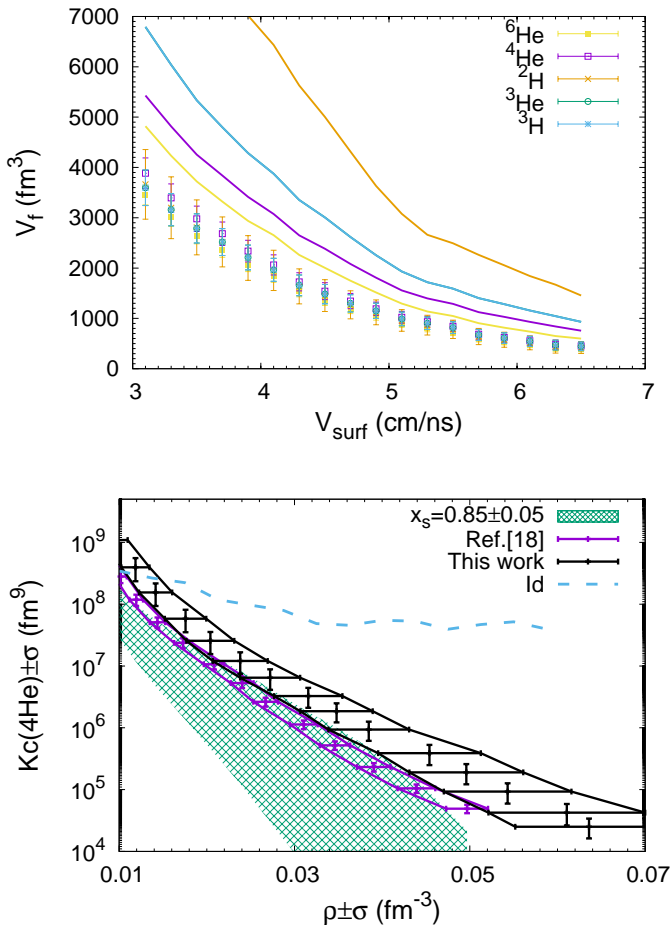 7000
6000
5000
4000
3000
2000
1000
0
V_f (fm^3)
^6He
^4He
^2H
^3He
^3H
3 4 5 6 7
V_surf (cm/ns)
x_s=0.85±0.05
Ref.[18]
This work
Id
10^9
10^8
10^7
10^6
10^5
10^4
Kc(4He)±σ (fm^9)
0.01 0.03 0.05 0.07
ρ±σ (fm^-3)